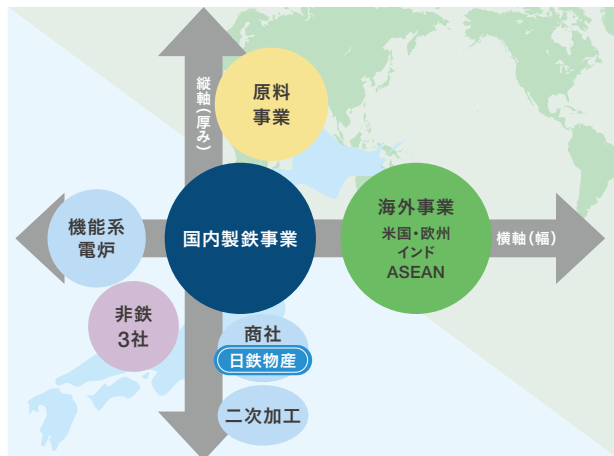 縦軸(厚み)
原料
事業
機能系
電炉
国内製鉄事業
海外事業
米国・欧州
インド
ASEAN
横軸(幅)
非鉄
3社
商社
日鉄物産
二次加工